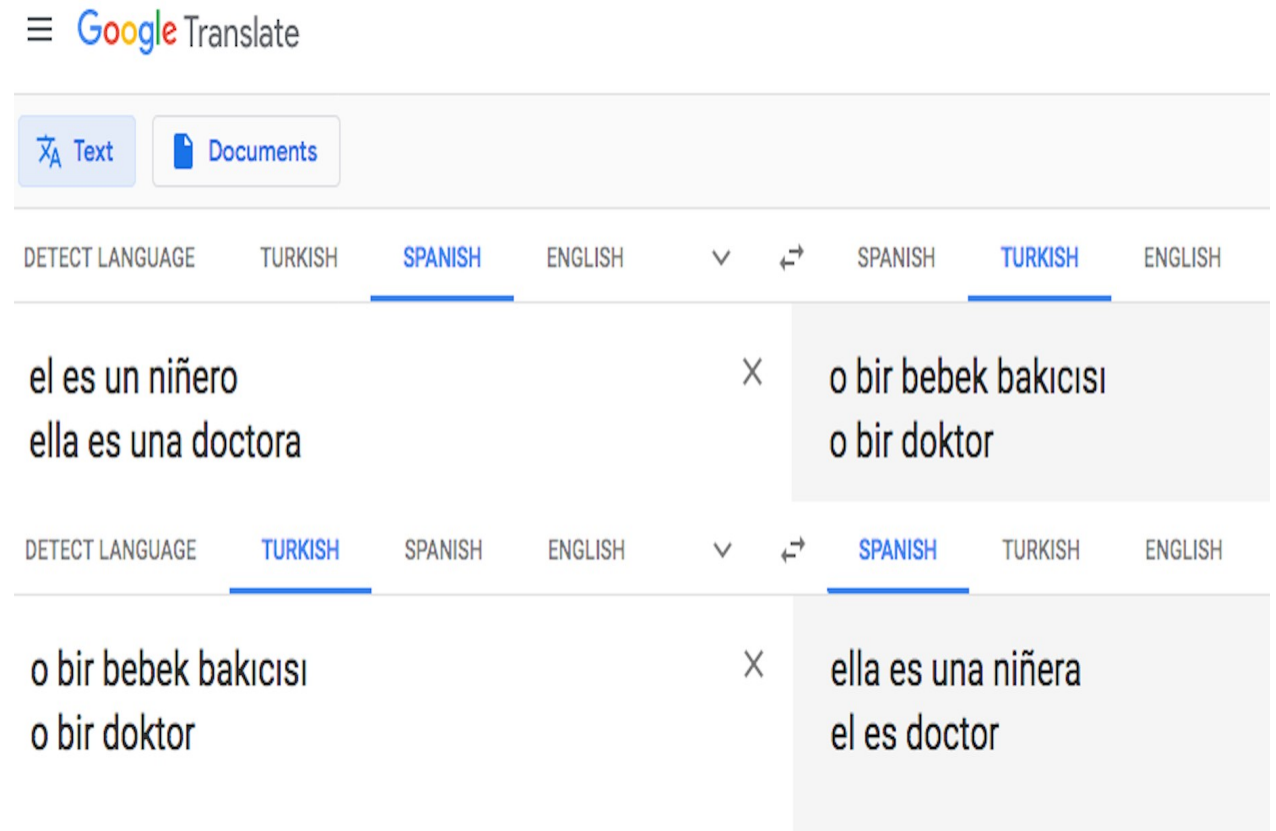 Google Translate
Text Documents
DETECT LANGUAGE TURKISH SPANISH ENGLISH SPANISH TURKISH ENGLISH
el es un niñero
ella es una doctora
o bir bebek bakıcısı
o bir doktor
DETECT LANGUAGE TURKISH SPANISH ENGLISH SPANISH TURKISH ENGLISH
o bir bebek bakıcısı
o bir doktor
ella es una niñera
el es doctor